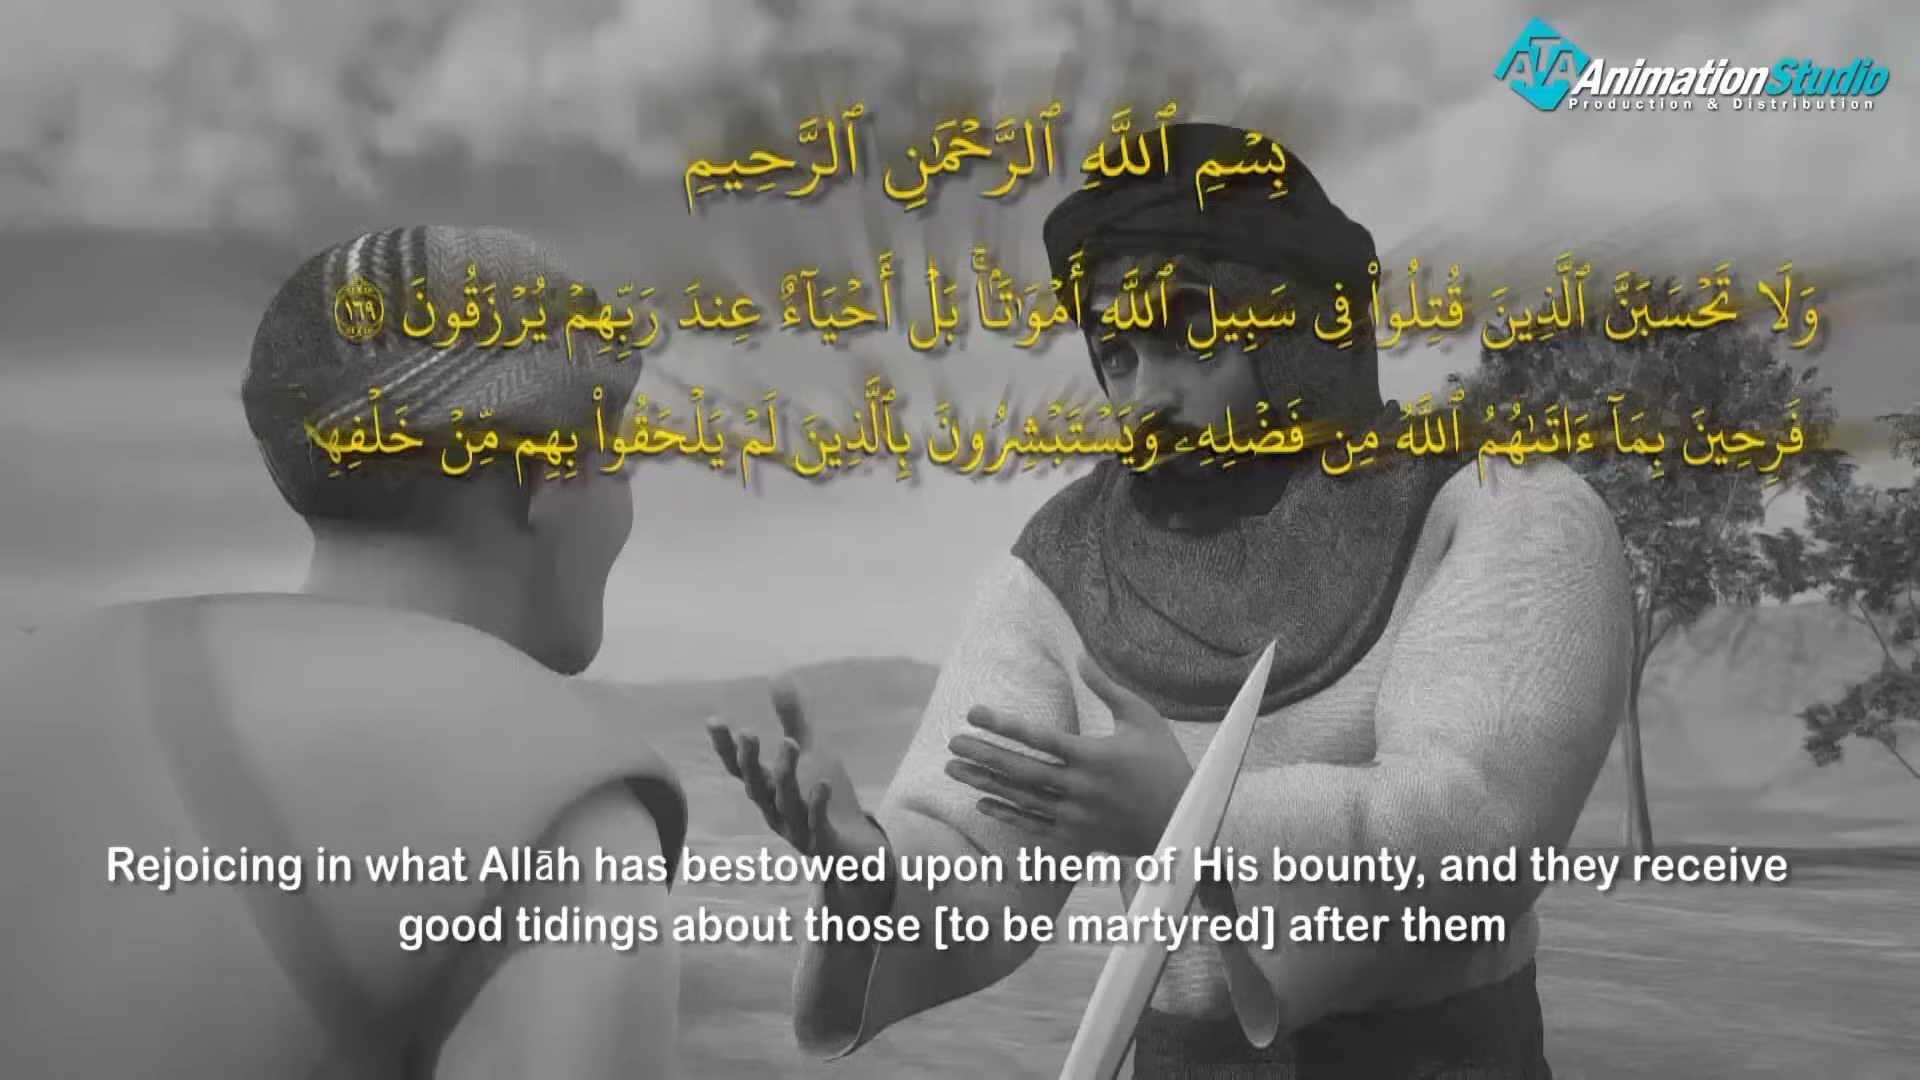 ATA AnimationStudio
Production & Distribution
بِسْمِ ٱللَّهِ ٱلرَّحْمَٰنِ ٱلرَّحِيمِ
وَلَا تَحْسَبَنَّ ٱلَّذِينَ قُتِلُوا۟ فِى سَبِيلِ ٱللَّهِ أَمْوَٰتًۢا ۚ بَلْ أَحْيَآءٌ عِندَ رَبِّهِمْ يُرْزَقُونَ ١٦٩
فَرِحِينَ بِمَآ ءَاتَىٰهُمُ ٱللَّهُ مِن فَضْلِهِۦ وَيَسْتَبْشِرُونَ بِٱلَّذِينَ لَمْ يَلْحَقُوا۟ بِهِم مِّنْ خَلْفِهِمْ
Rejoicing in what Allāh has bestowed upon them of His bounty, and they receive
good tidings about those [to be martyred] after them